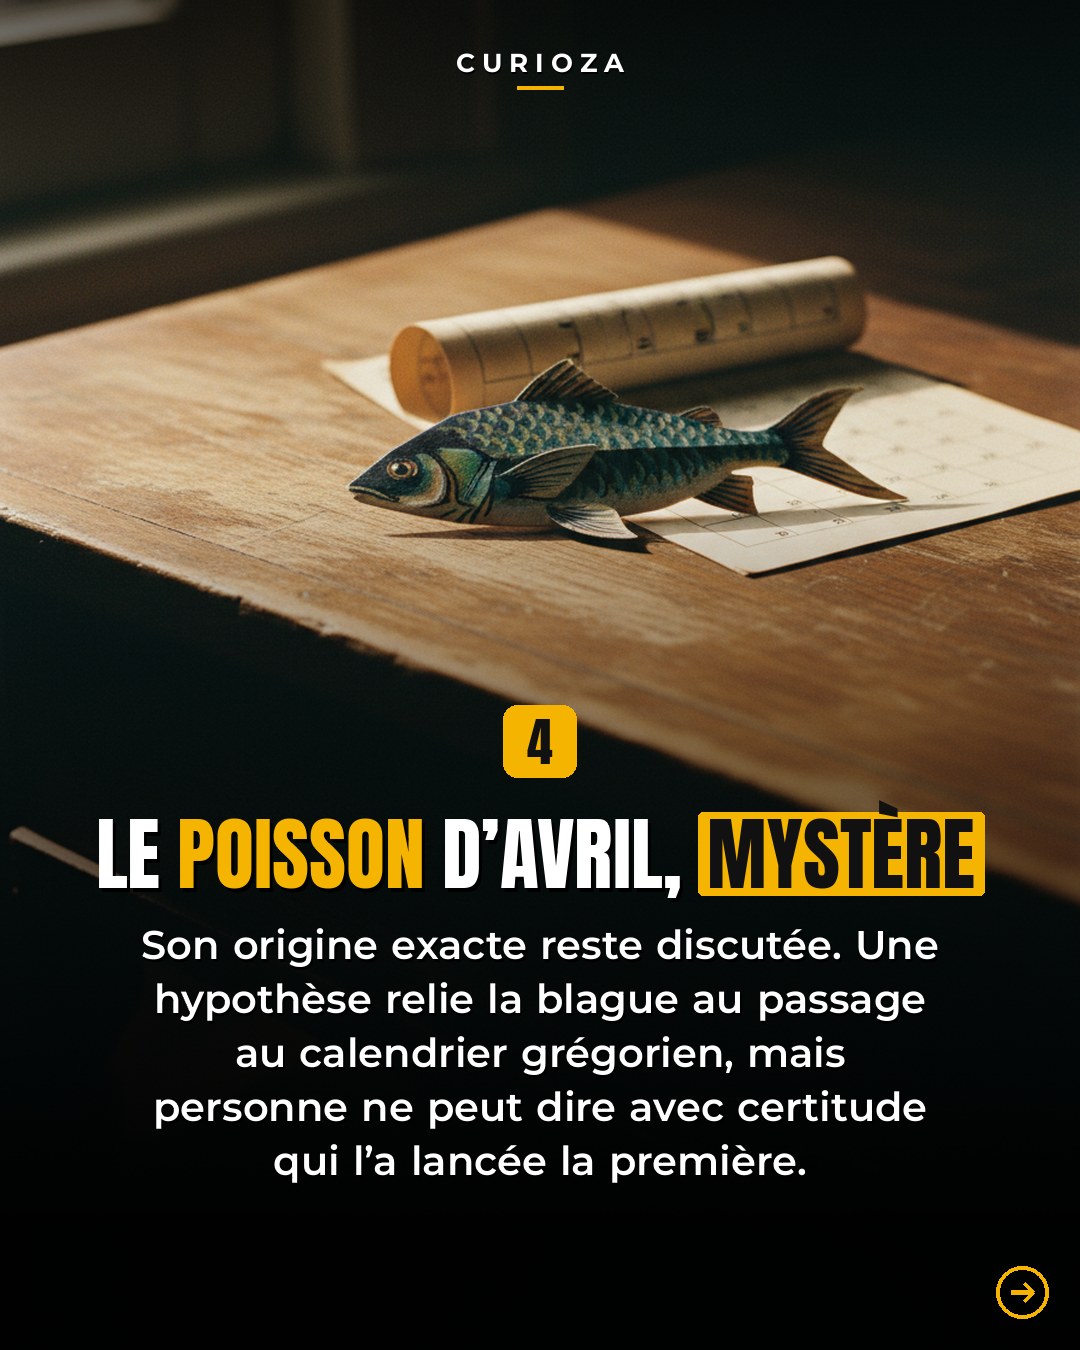 CURIOZA
4
LE POISSON D’AVRIL, MYSTÈRE
Son origine exacte reste discutée. Une
hypothèse relie la blague au passage
au calendrier grégorien, mais
personne ne peut dire avec certitude
qui l’a lancée la première.